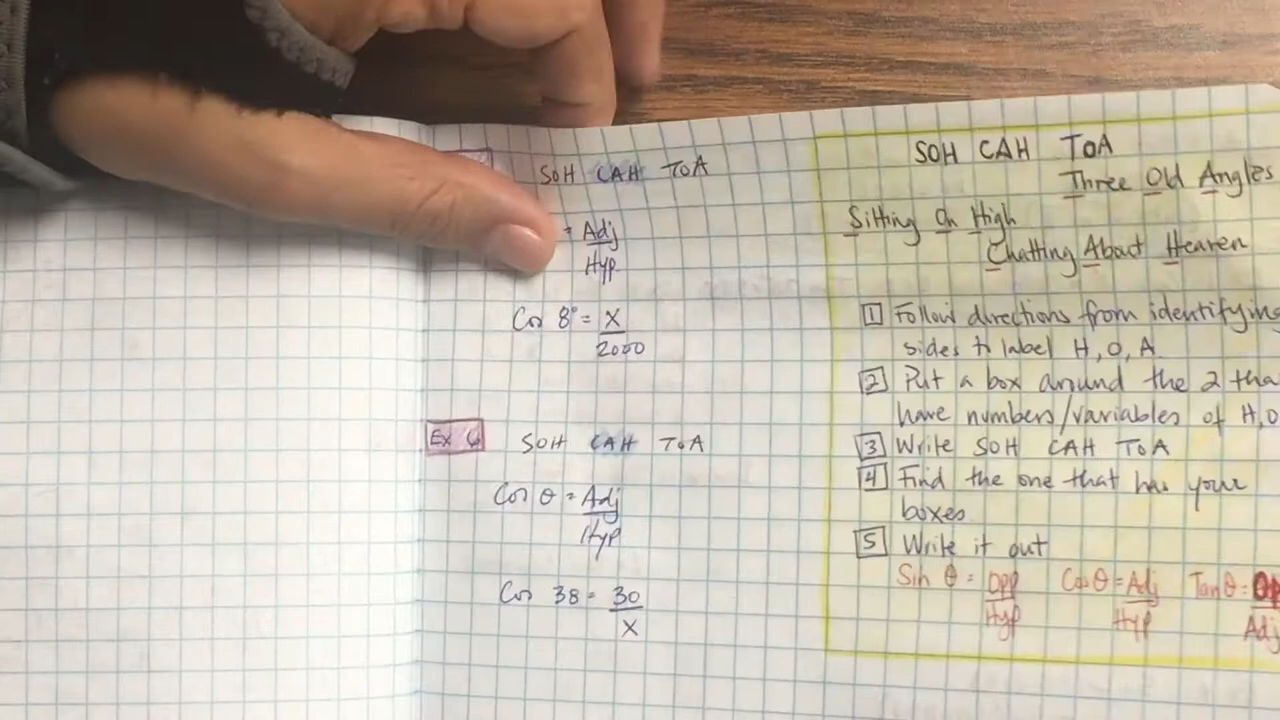 SOH CAH TOA
= Adj
Hyp
Cos 8° = X
2000
Ex 6
SOH CAH TOA
Cos θ = Adj
Hyp
Cos 38 = 30
X
SOH CAH TOA
Three Old Angles
Sitting On High
Chatting About Heaven
1 Follow directions from identifying
sides to label H, O, A
2 Put a box around the 2 tha
have numbers/variables of H,O
3 Write SOH CAH TOA
4 Find the one that has your
boxes
5 Write it out
Sin θ = Opp Cos θ = Adj Tan θ = Op
Hyp Hyp Adj